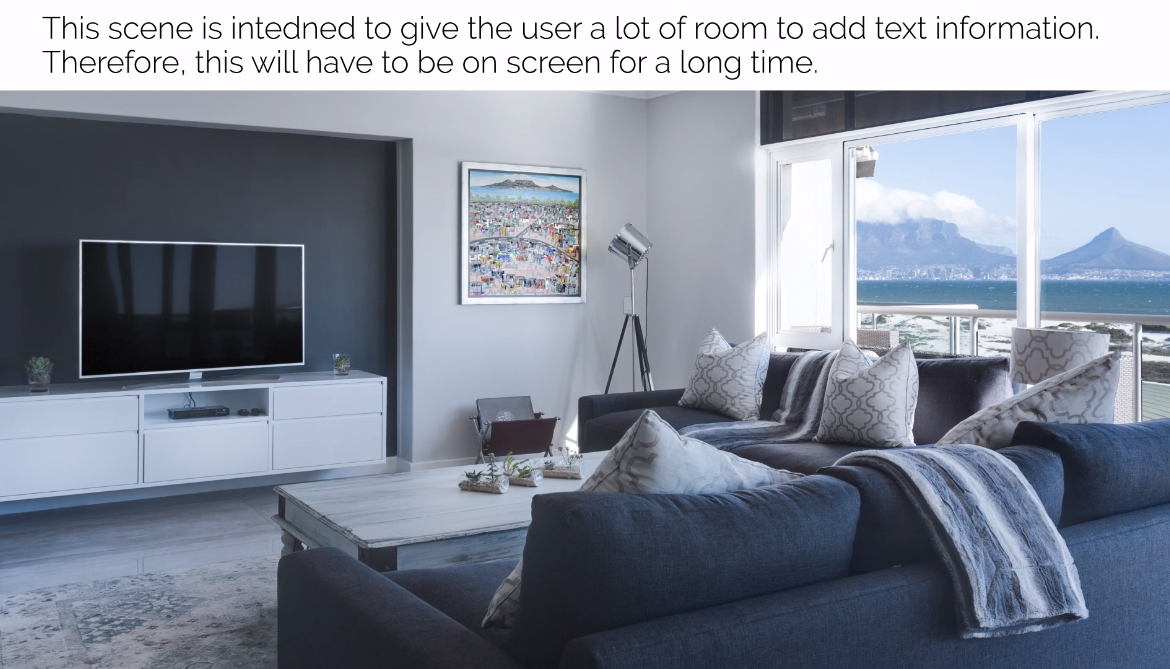 This scene is intedned to give the user a lot of room to add text information.
Therefore, this will have to be on screen for a long time.